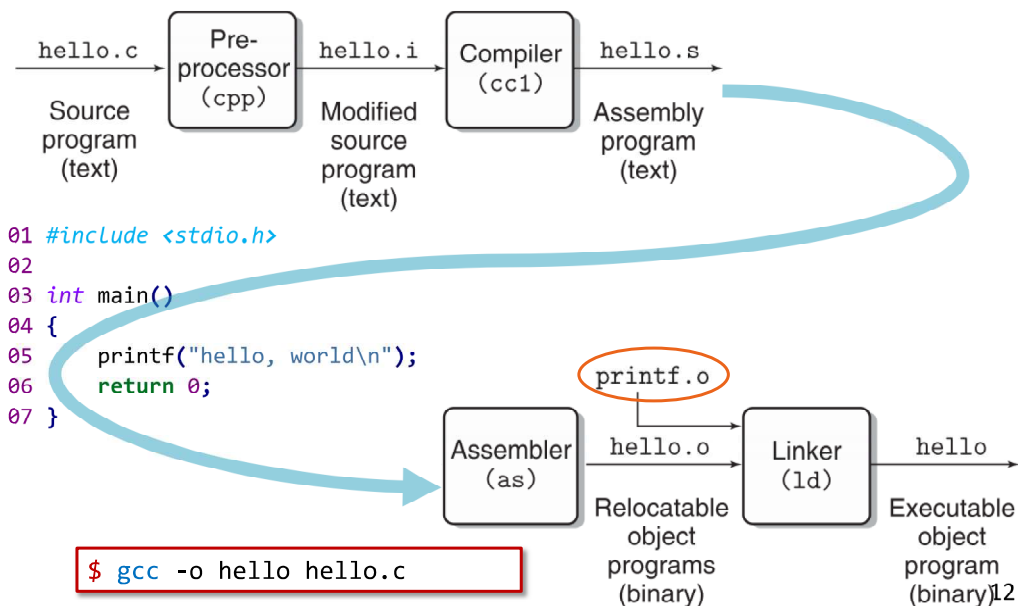 hello.c
Pre-
processor
(cpp)
hello.i
Compiler
(cc1)
hello.s
Source
program
(text)
Modified
source
program
(text)
Assembly
program
(text)
01 #include <stdio.h>
02
03 int main()
04 {
05     printf("hello, world\n");
06     return 0;
07 }
printf.o
Assembler
(as)
hello.o
Linker
(ld)
hello
Relocatable
object
programs
(binary)
Executable
object
program
(binary)
$ gcc -o hello hello.c
12